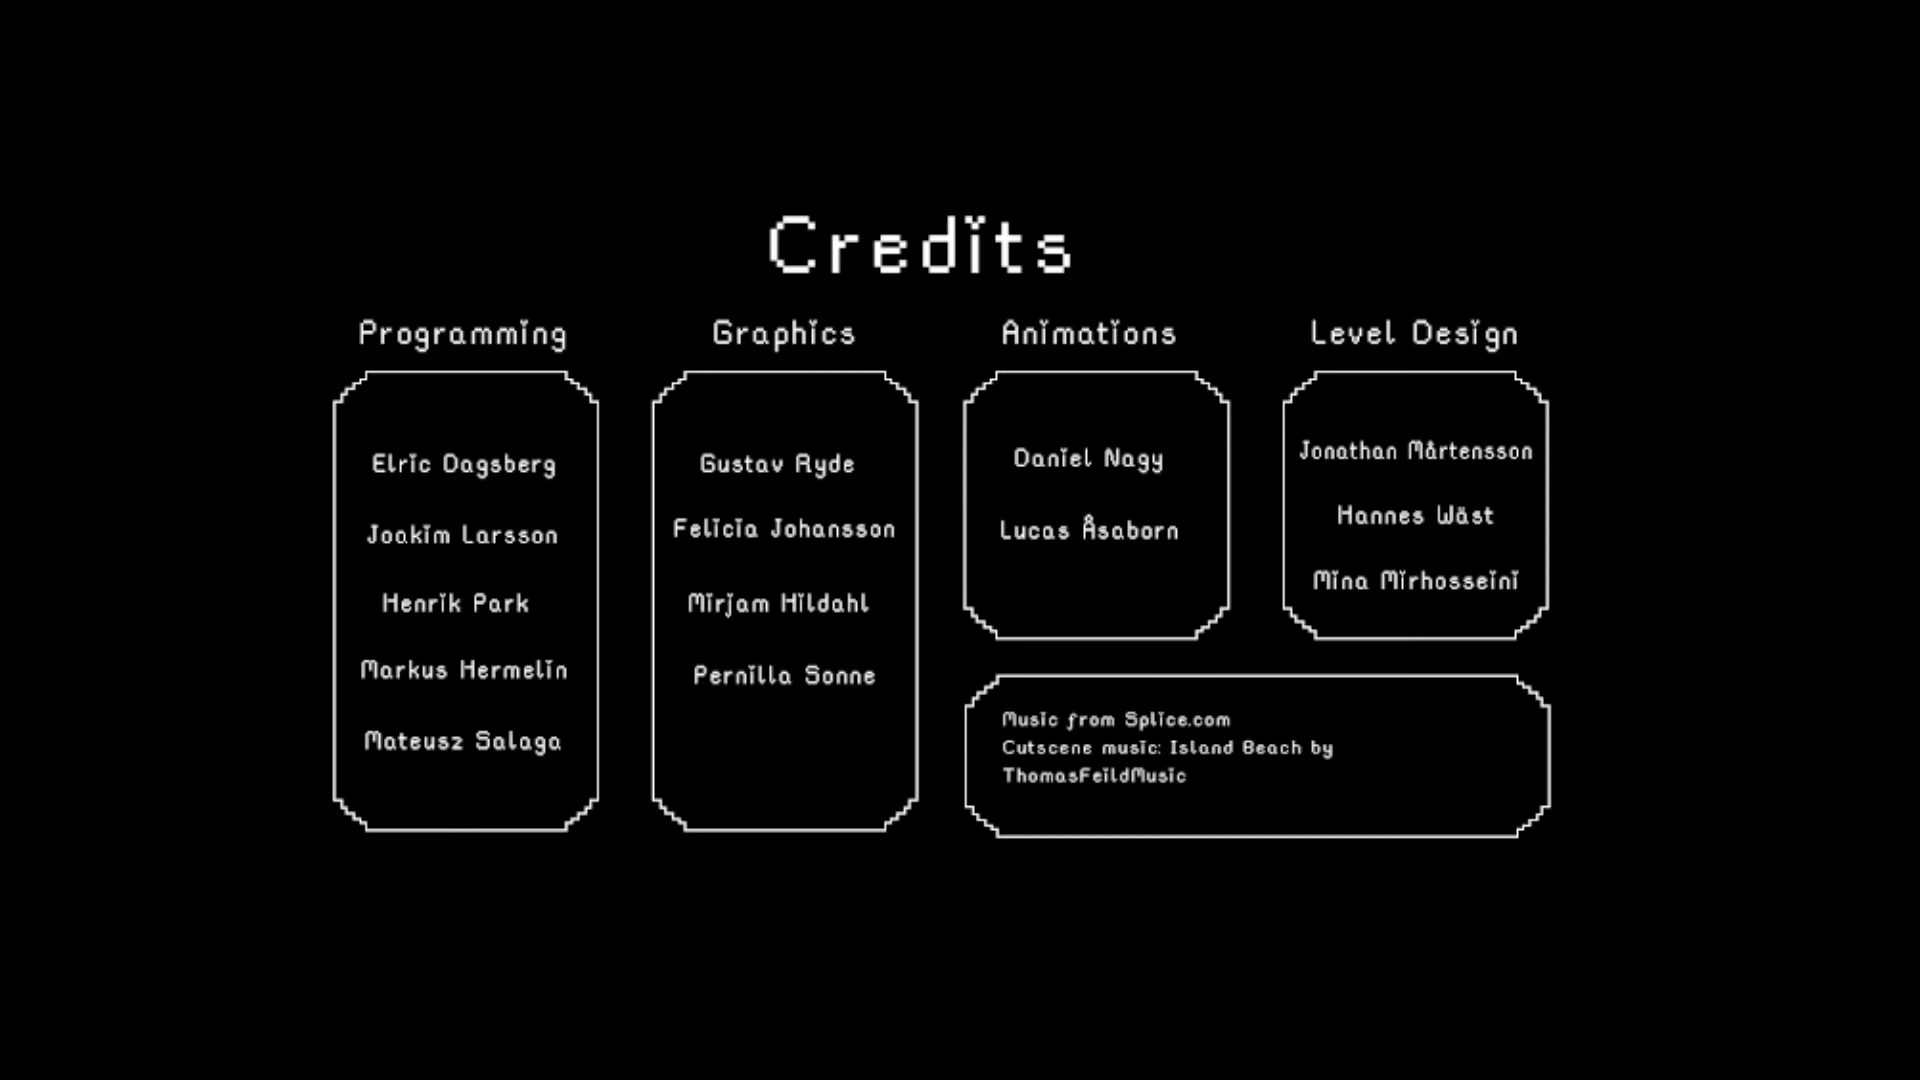 Credits
Programming
Elric Dagsberg
Joakim Larsson
Henrik Park
Markus Hermelin
Mateusz Salaga
Graphics
Gustav Ryde
Felicia Johansson
Mirjam Hildahl
Pernilla Sonne
Animations
Daniel Nagy
Lucas Åsaborn
Level Design
Jonathan Mårtensson
Hannes Wäst
Mina Mirhosseini
Music from Splice.com
Cutscene music: Island Beach by
ThomasFeildMusic